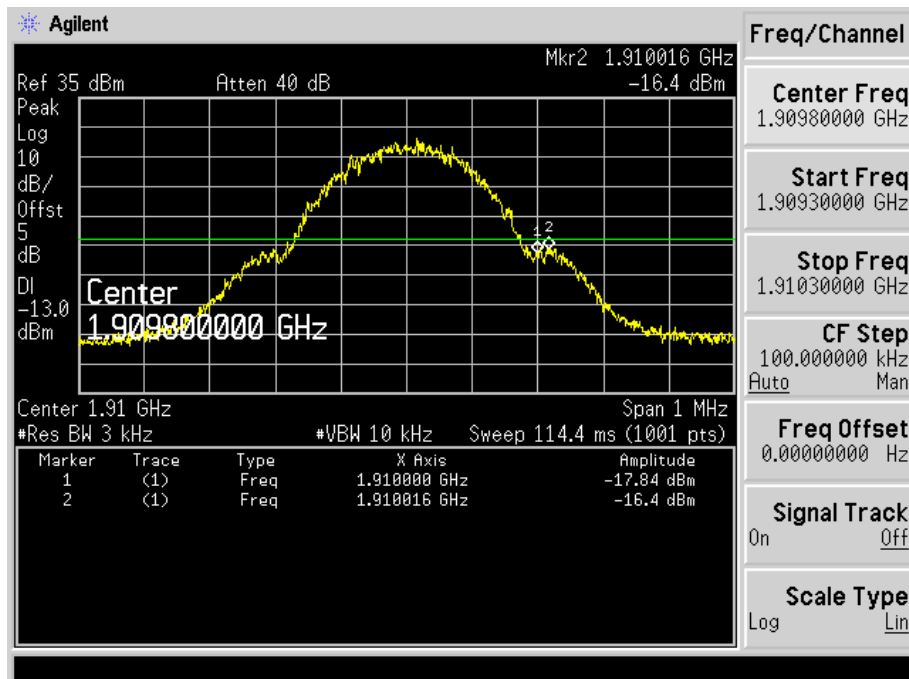 Agilent
Freq/Channel
Mkr2 1.910016 GHz
Ref 35 dBm Atten 40 dB -16.4 dBm
Peak
Log
10
dB/
Offst
5
dB
DI
-13.0
dBm
1 2
Center
1.909800000 GHz
Center 1.91 GHz Span 1 MHz
#Res BW 3 kHz #VBW 10 kHz Sweep 114.4 ms (1001 pts)
Marker Trace Type X Axis Amplitude
1 (1) Freq 1.910000 GHz -17.84 dBm
2 (1) Freq 1.910016 GHz -16.4 dBm
Center Freq
1.90980000 GHz
Start Freq
1.90930000 GHz
Stop Freq
1.91030000 GHz
CF Step
100.000000 kHz
Auto Man
Freq Offset
0.00000000 Hz
Signal Track
On Off
Scale Type
Log Lin